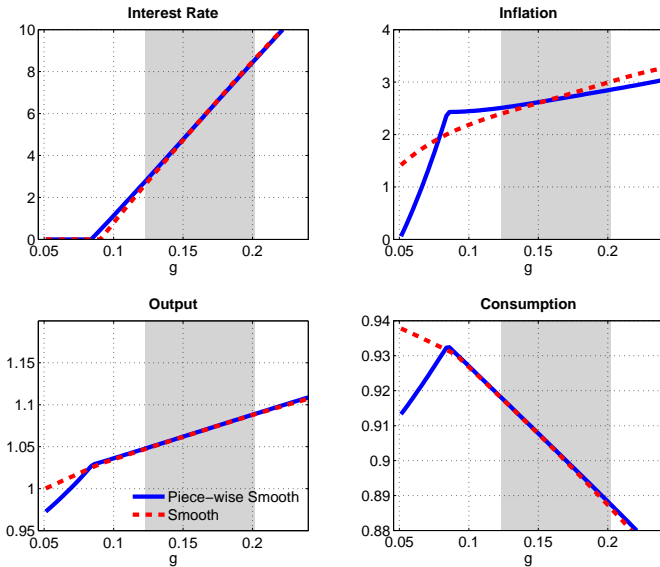 Interest Rate
10
8
6
4
2
0
0.05 0.1 0.15 0.2
g
Inflation
4
3
2
1
0
0.05 0.1 0.15 0.2
g
Output
1.15
1.1
1.05
1
0.95
0.05 0.1 0.15 0.2
g
Piece-wise Smooth
Smooth
Consumption
0.94
0.93
0.92
0.91
0.9
0.89
0.88
0.05 0.1 0.15 0.2
g